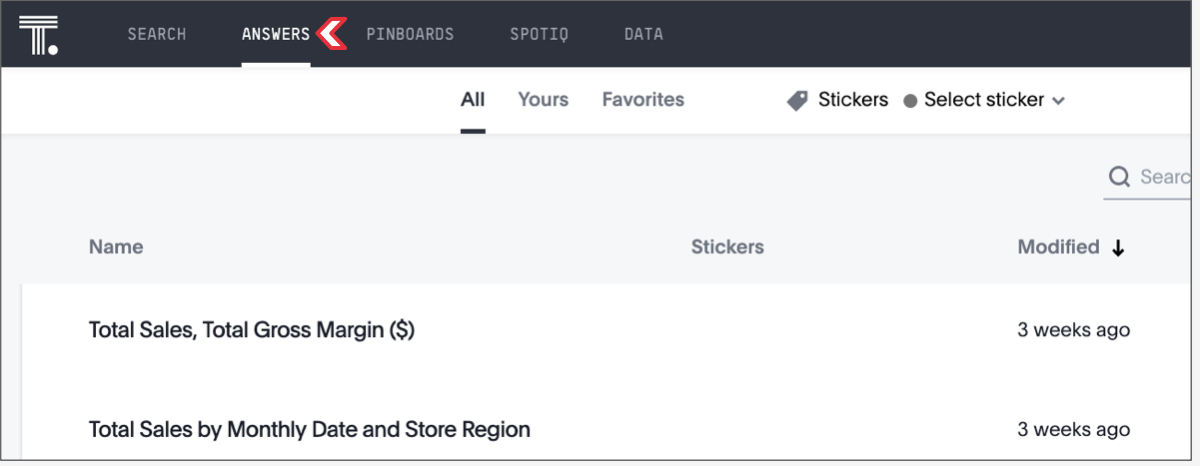 T.
SEARCH ANSWERS PINBOARDS SPOTIQ DATA
All Yours Favorites Stickers Select sticker
Searc
Name Stickers Modified
Total Sales, Total Gross Margin ($) 3 weeks ago
Total Sales by Monthly Date and Store Region 3 weeks ago